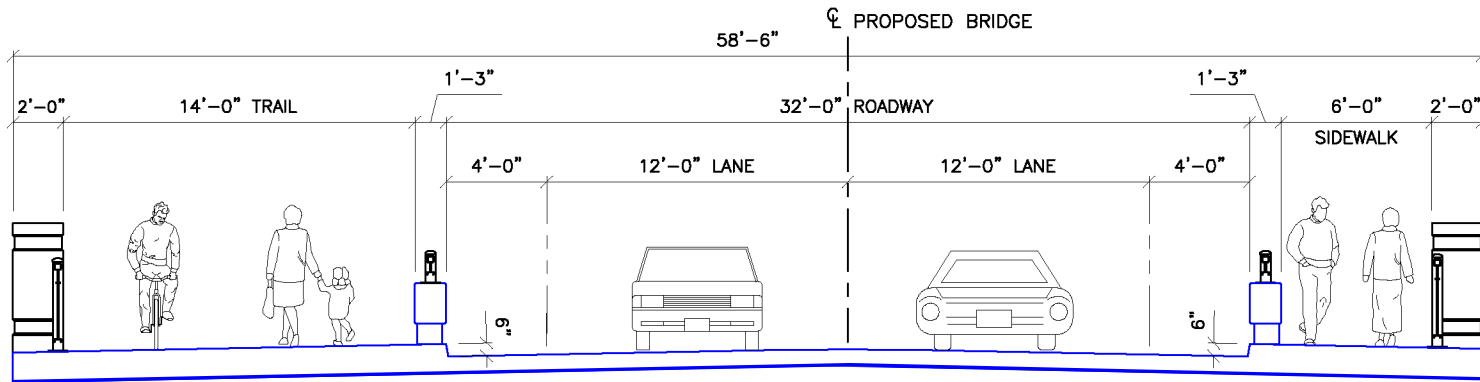 ℄ PROPOSED BRIDGE
58'-6"
1'-3" 1'-3"
2'-0" 14'-0" TRAIL 32'-0" ROADWAY 6'-0" 2'-0"
SIDEWALK
4'-0" 12'-0" LANE 12'-0" LANE 4'-0"
6" 6"